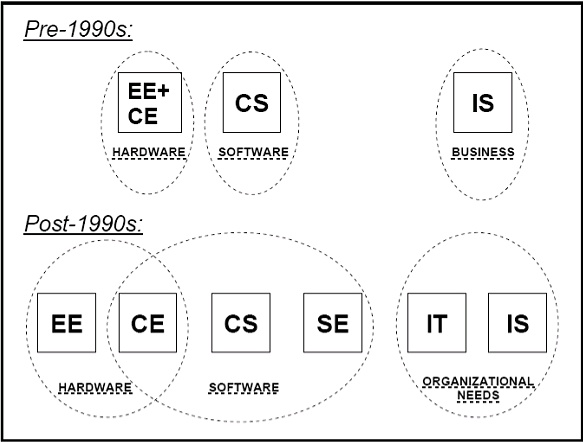 Pre-1990s:
EE+
CE
CS
IS
HARDWARE
SOFTWARE
BUSINESS
Post-1990s:
EE
CE
CS
SE
IT
IS
HARDWARE
SOFTWARE
ORGANIZATIONAL
NEEDS